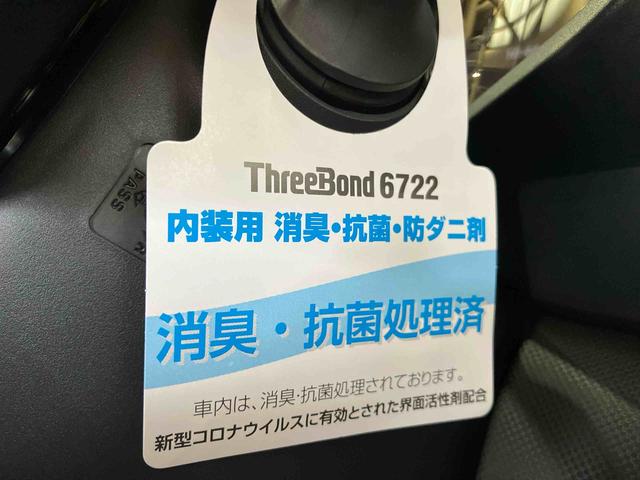 ThreeBond 6722
内装用 消臭・抗菌・防ダニ剤
消臭・抗菌処理済
車内は、消臭・抗菌処理されております。
新型コロナウイルスに有効とされた界面活性剤配合
PASS